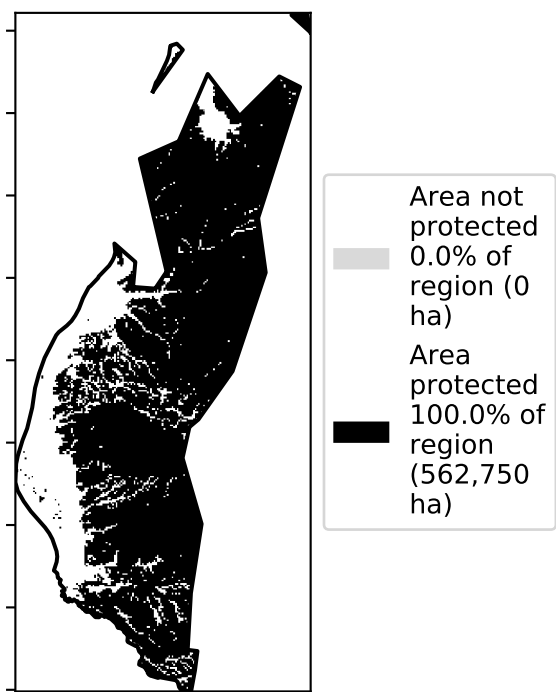 Area not
protected
0.0% of
region (0
ha)
Area
protected
100.0% of
region
(562,750
ha)